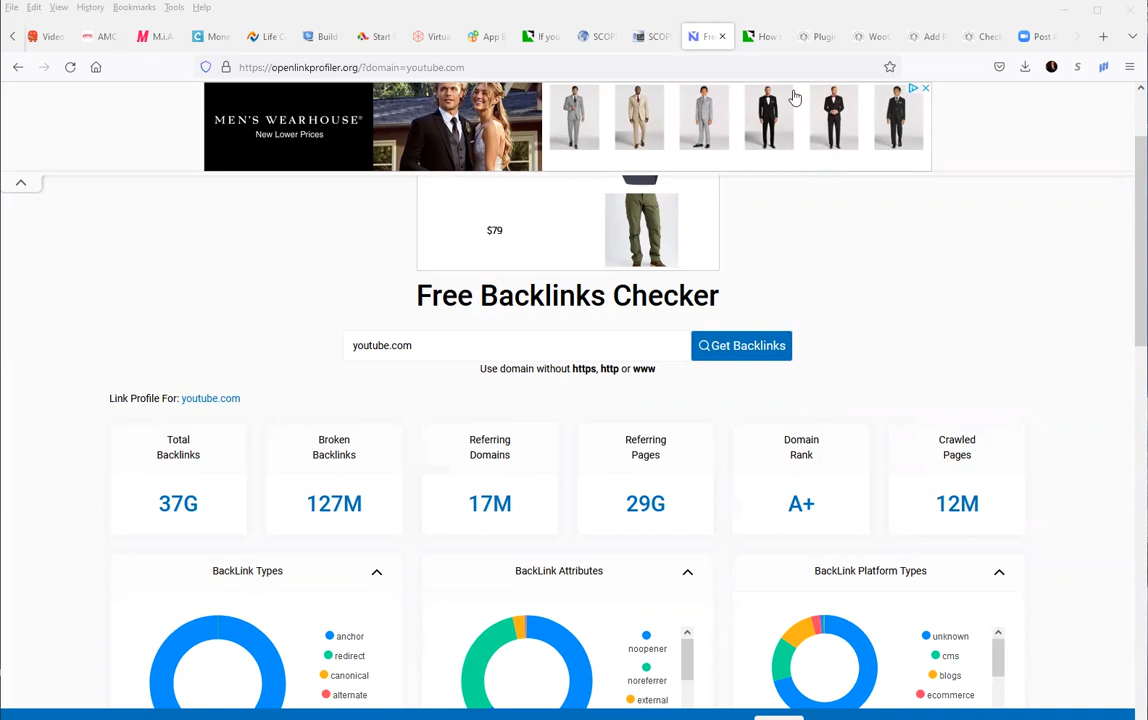 File Edit View History Bookmarks Tools Help
Video AMC M.i.A Mone Life C Build Start Virtua App B If you SCOP SCOP Fre How Plugi WooC Add P Check Post
https://openlinkprofiler.org/?domain=youtube.com
MEN'S WEARHOUSE®
New Lower Prices
$79
Free Backlinks Checker
youtube.com
Get Backlinks
Use domain without https, http or www
Link Profile For: youtube.com
Total Backlinks
37G
Broken Backlinks
127M
Referring Domains
17M
Referring Pages
29G
Domain Rank
A+
Crawled Pages
12M
BackLink Types
anchor
redirect
canonical
alternate
BackLink Attributes
noopener
noreferrer
external
BackLink Platform Types
unknown
cms
blogs
ecommerce